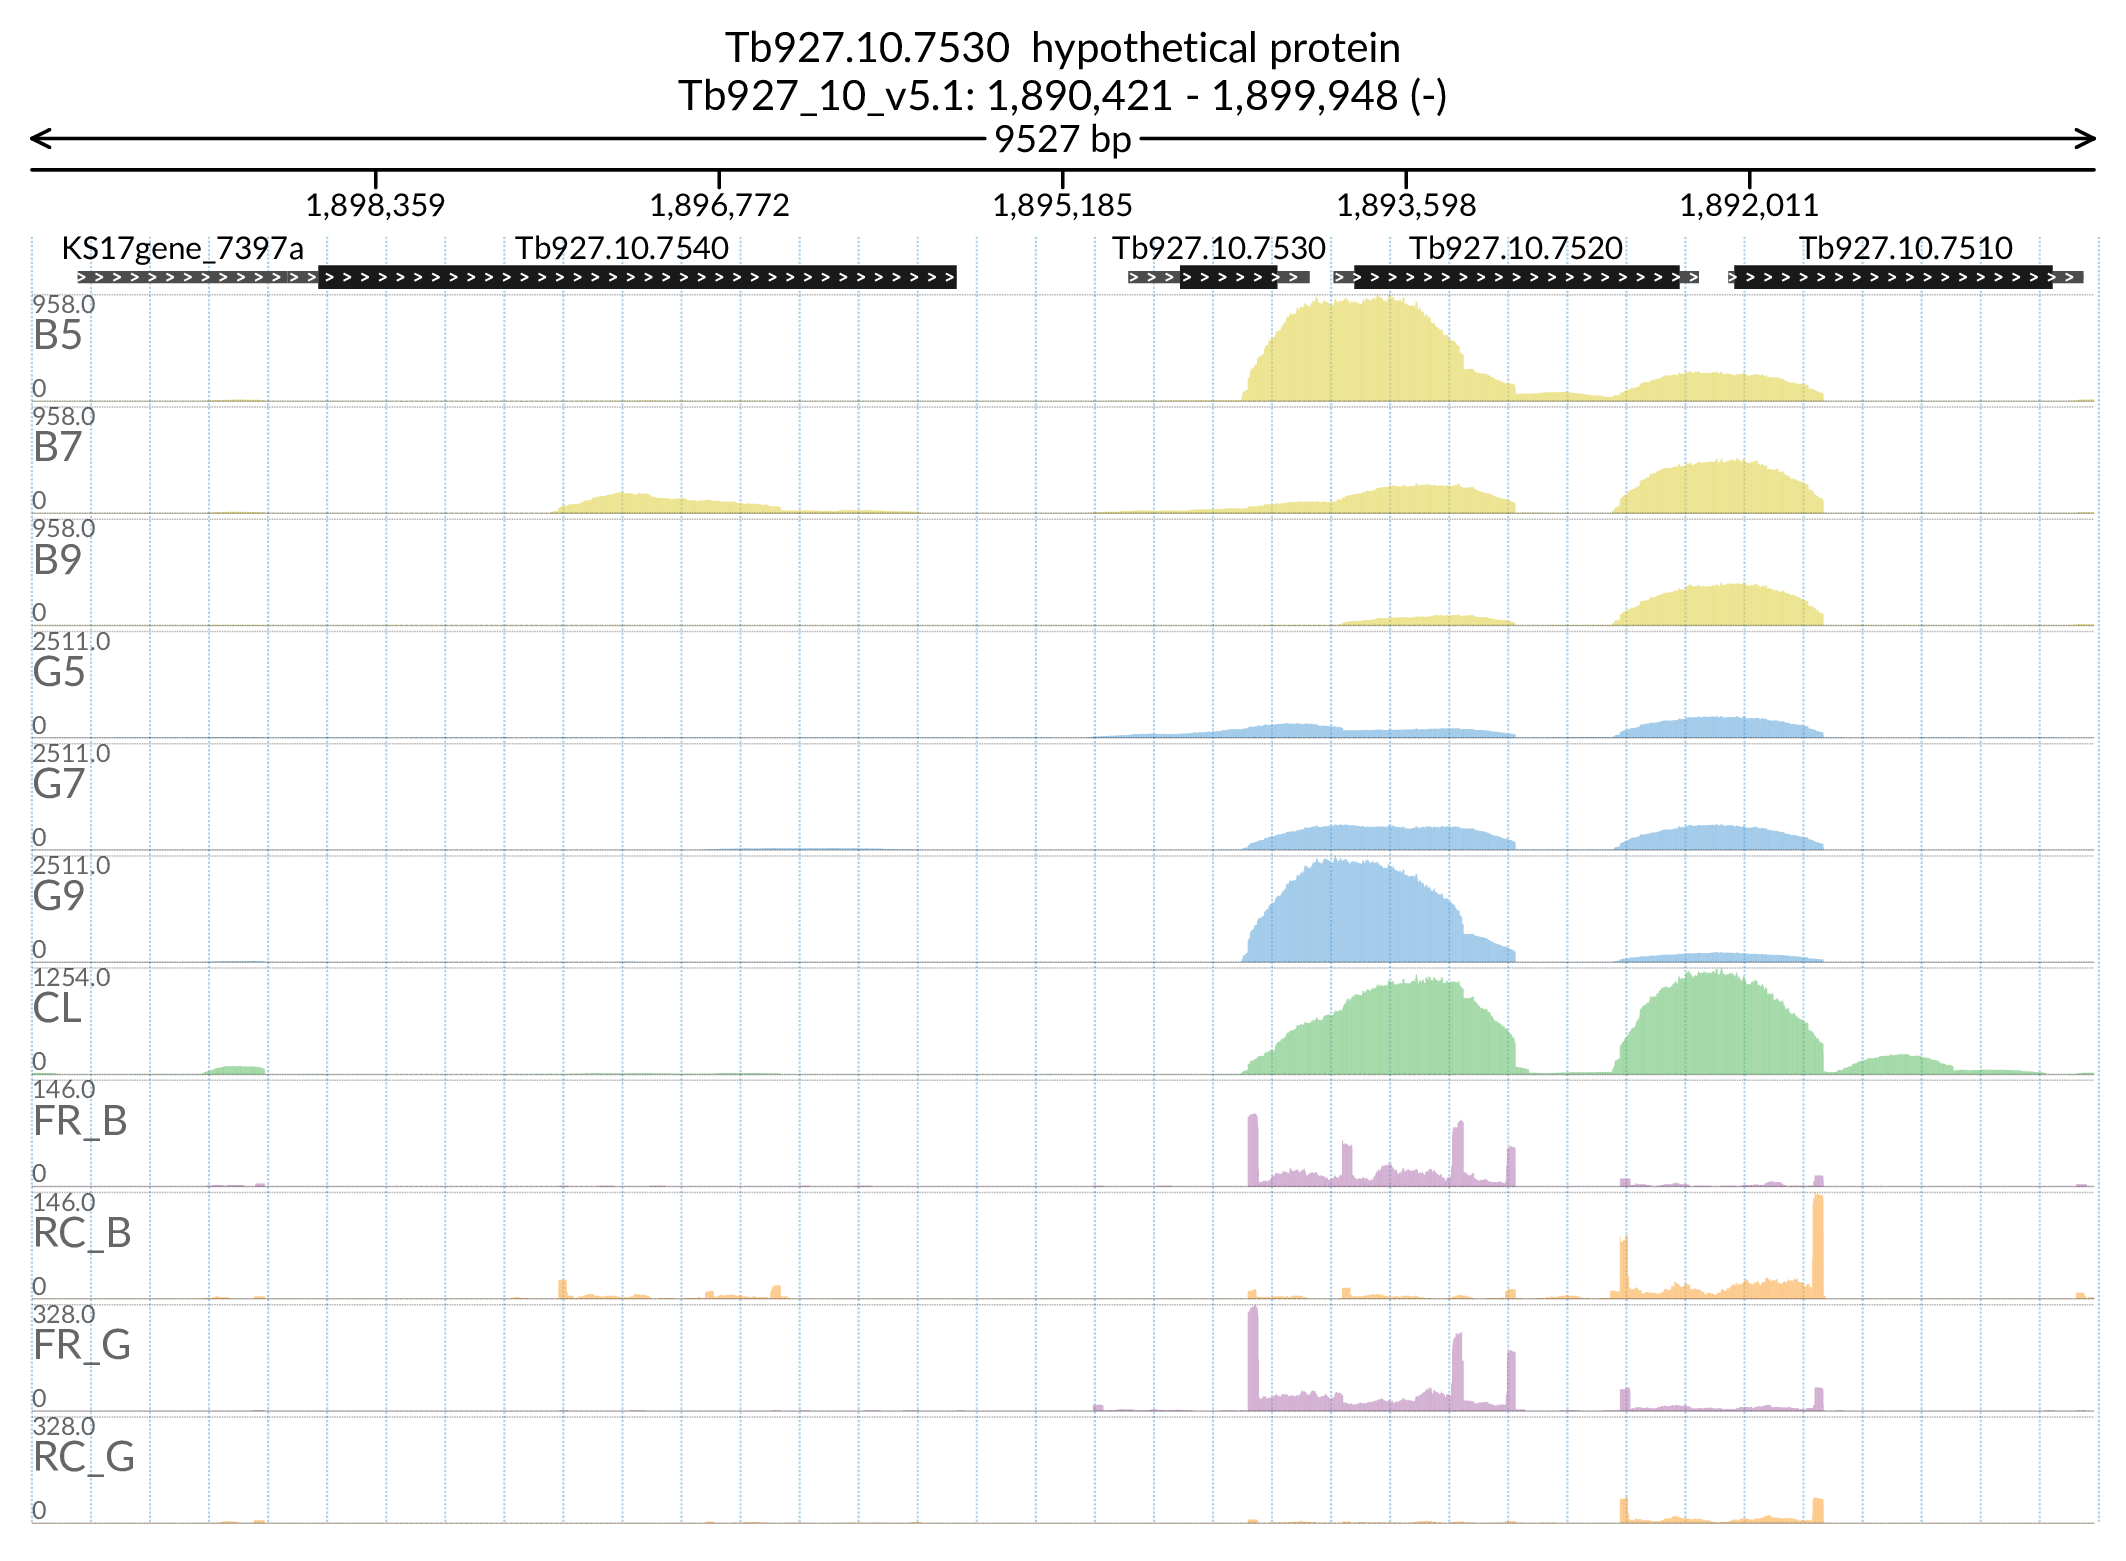 Tb927.10.7530 hypothetical protein
Tb927_10_v5.1: 1,890,421 - 1,899,948 (-)
9527 bp
1,898,359 1,896,772 1,895,185 1,893,598 1,892,011
KS17gene_7397a Tb927.10.7540 Tb927.10.7530 Tb927.10.7520 Tb927.10.7510
958.0
B5
0
958.0
B7
0
958.0
B9
0
2511.0
G5
0
2511.0
G7
0
2511.0
G9
0
1254.0
CL
0
146.0
FR_B
0
146.0
RC_B
0
328.0
FR_G
0
328.0
RC_G
0